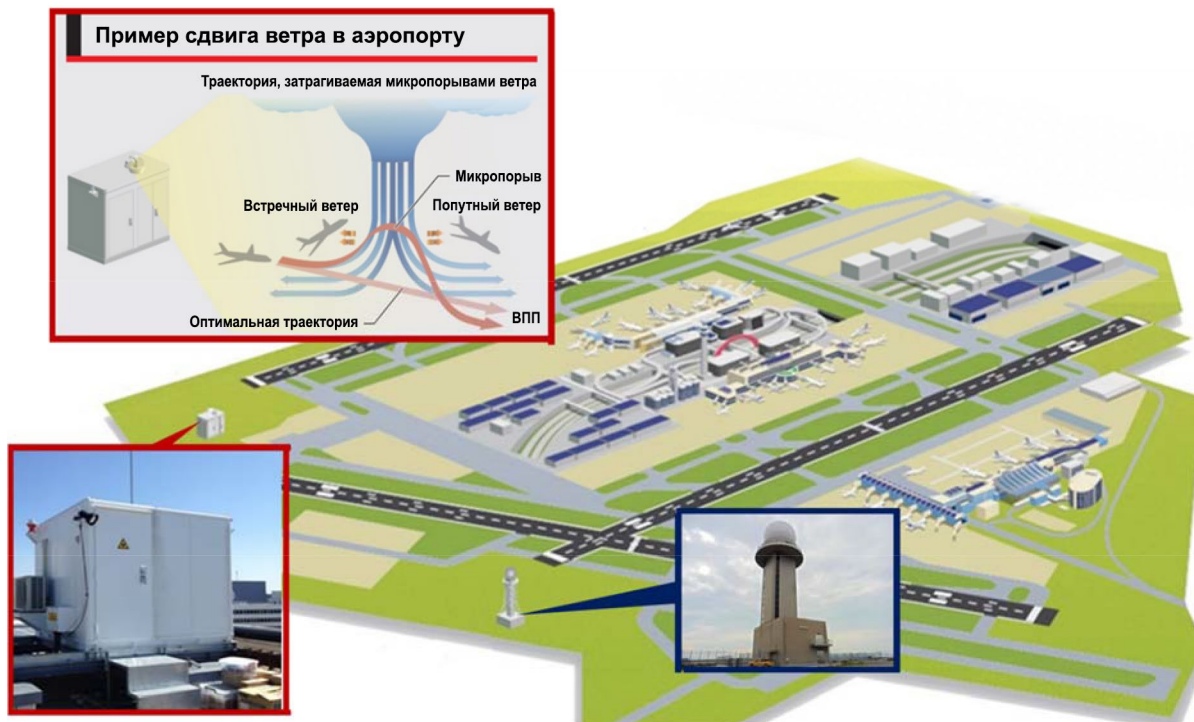 Пример сдвига ветра в аэропорту
Траектория, затрагиваемая микропорывами ветра
Микропорыв
Встречный ветер
Попутный ветер
Оптимальная траектория
ВПП